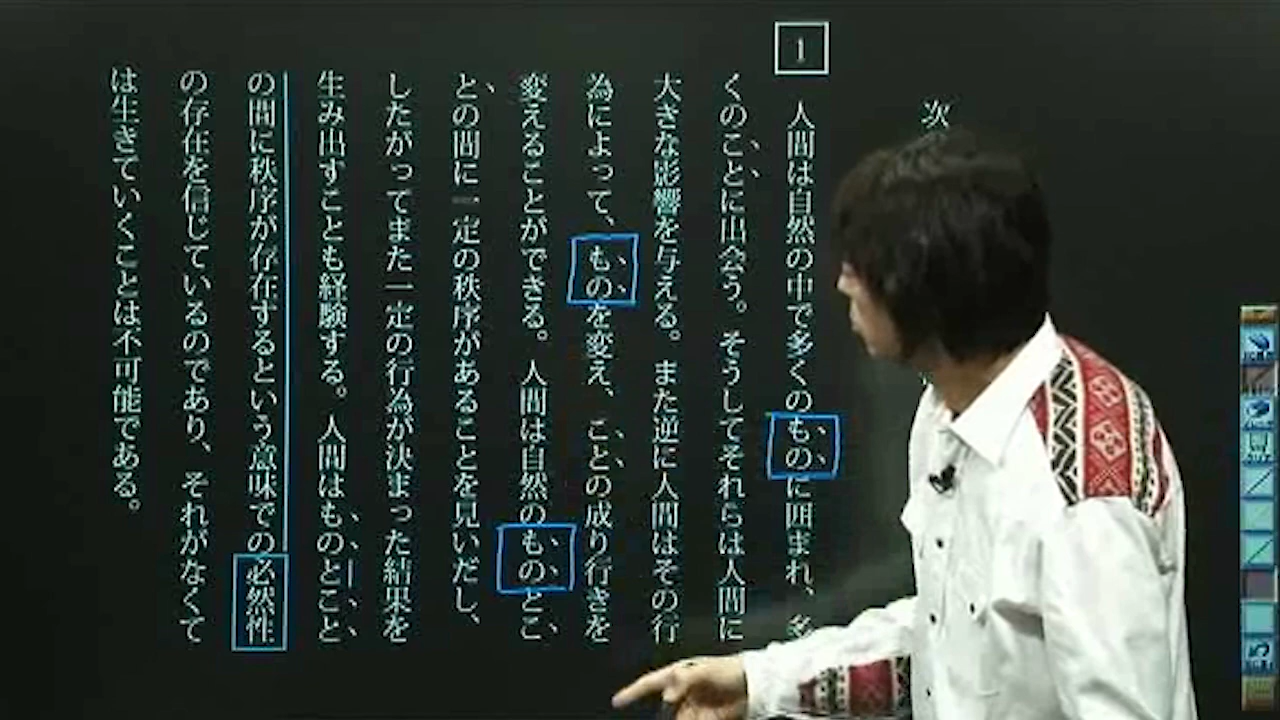 次
1
人間は自然の中で多くのものに囲まれ、多
くのことに出会う。そうしてそれらは人間に
大きな影響を与える。また逆に人間はその行
為によって、ものを変え、ことの成り行きを
変えることができる。人間は自然のものとこ
との間に一定の秩序があることを見いだし、
したがってまた一定の行為が決まった結果を
生み出すことも経験する。人間はものとこと
の間に秩序が存在するという意味での必然性
の存在を信じているのであり、それがなくて
は生きていくことは不可能である。